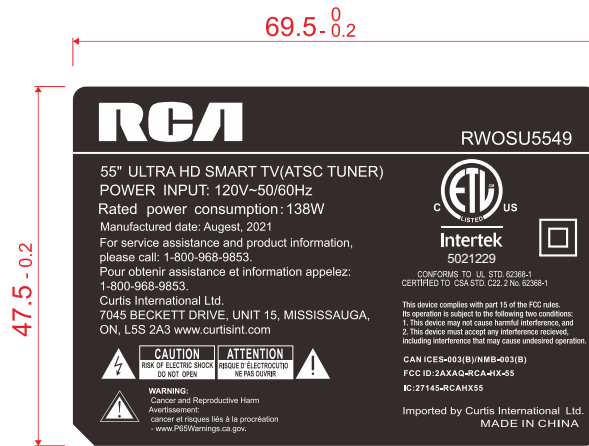 69.5 - 0 0.2
47.5 - 0.2
RCA
RWOSU5549
55" ULTRA HD SMART TV(ATSC TUNER)
POWER INPUT: 120V~50/60Hz
Rated power consumption:138W
Manufactured date: Augest, 2021
For service assistance and product information,
please call: 1-800-968-9853.
Pour obtenir assistance et information appelez:
1-800-968-9853.
Curtis International Ltd.
7045 BECKETT DRIVE, UNIT 15, MISSISSAUGA,
ON, L5S 2A3 www.curtisint.com
CAUTION
RISK OF ELECTRIC SHOCK
DO NOT OPEN
ATTENTION
RISQUE D'ÉLECTROCUTIO
NE PAS OUVRIR
WARNING:
Cancer and Reproductive Harm
Avertissement:
cancer et risques liés à la procréation
- www.P65Warnings.ca.gov.
C ETL US
LISTED
Intertek
5021229
CONFORMS TO UL STD. 62368-1
CERTIFIED TO CSA STD. C22. 2 No. 62368-1
This device complies with part 15 of the FCC rules.
Its operation is subject to the following two conditions:
1. This device may not cause harmful interference, and
2. This device must accept any interference recieved,
including interference that may cause undesired operation.
CAN ICES-003(B)/NMB-003(B)
FCC ID:2AXAQ-RCA-HX-55
IC:27145-RCAHX55
Imported by Curtis International Ltd.
MADE IN CHINA